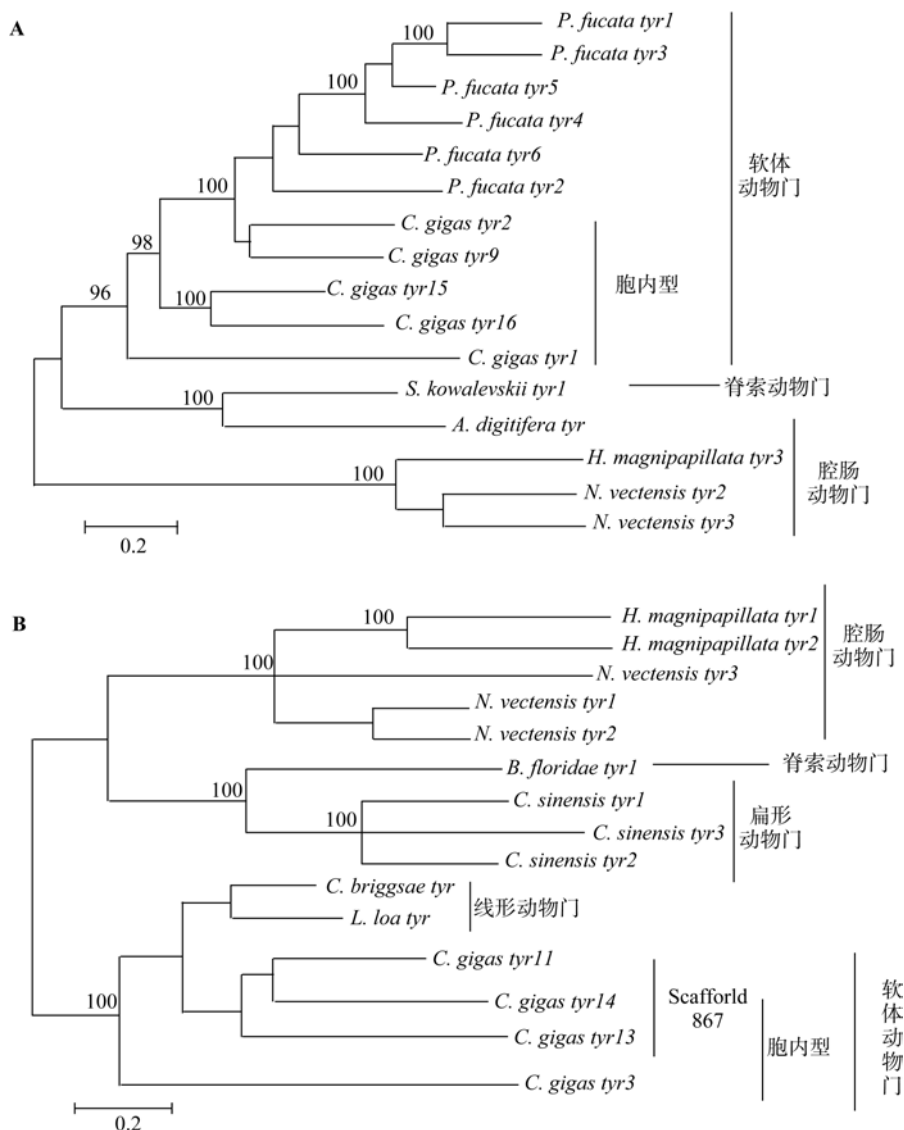 A
100
P. fucata tyr1
P. fucata tyr3
100
P. fucata tyr5
P. fucata tyr4
P. fucata tyr6
100
P. fucata tyr2
软体
动物门
C. gigas tyr2
98
C. gigas tyr9
96
100
C. gigas tyr15
胞内型
C. gigas tyr16
C. gigas tyr1
100
S. kowalevskii tyr1
脊索动物门
A. digitifera tyr
100
H. magnipapillata tyr3
腔肠
动物门
N. vectensis tyr2
N. vectensis tyr3
0.2
B
100
H. magnipapillata tyr1
H. magnipapillata tyr2
腔肠
动物门
100
N. vectensis tyr3
N. vectensis tyr1
N. vectensis tyr2
100
B. floridae tyr1
脊索动物门
100
C. sinensis tyr1
C. sinensis tyr3
C. sinensis tyr2
扁形
动物门
C. briggsae tyr
L. loa tyr
线形动物门
100
C. gigas tyr11
C. gigas tyr14
C. gigas tyr13
Scafforld
867
胞内型
软体动物门
C. gigas tyr3
0.2